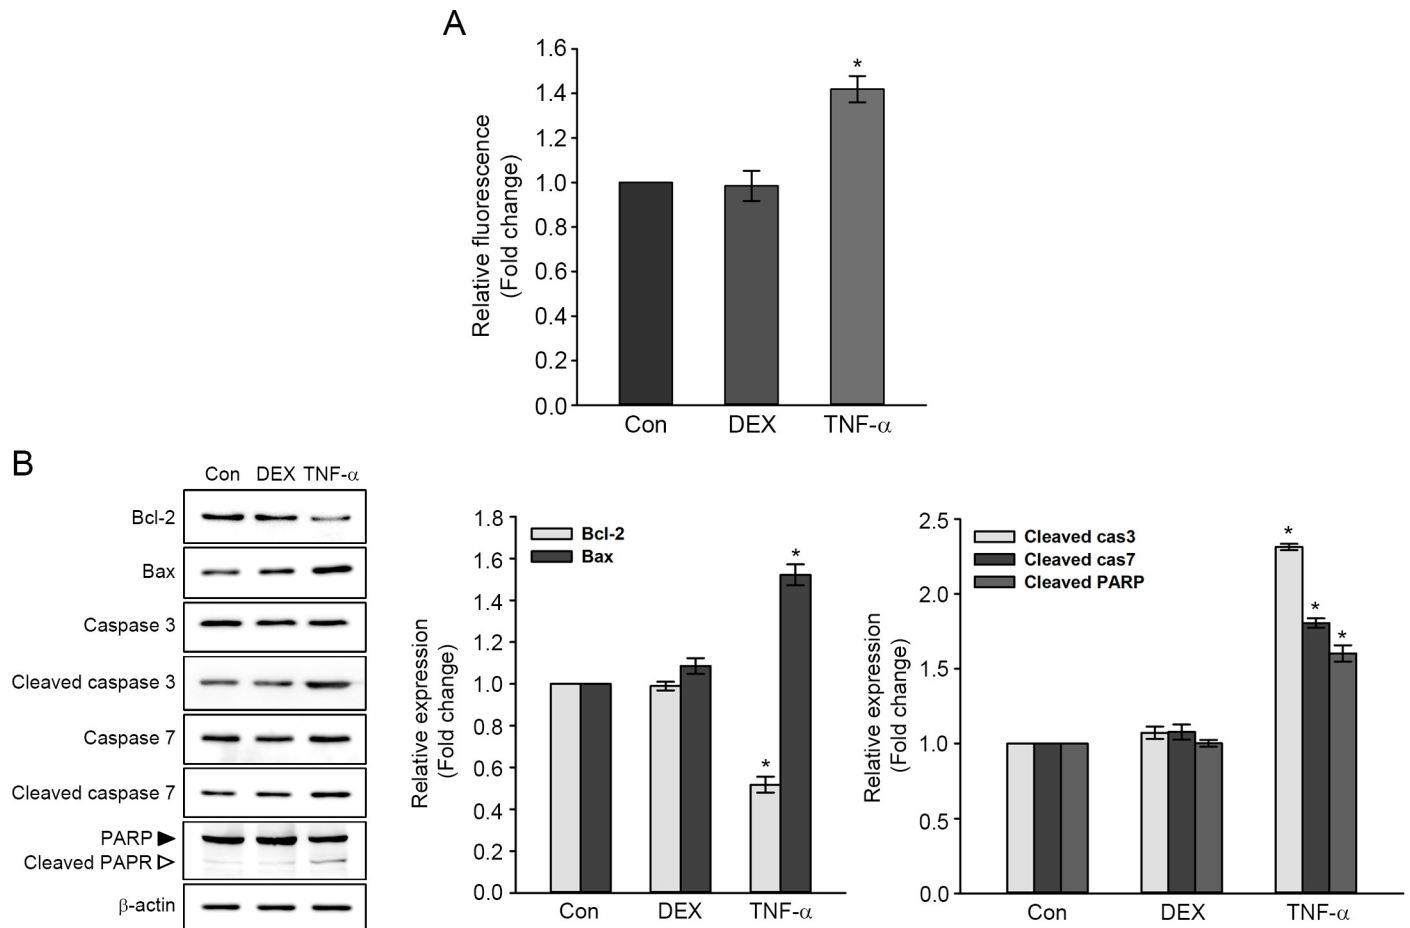 A
1.6
1.4
1.2
1.0
0.8
0.6
0.4
0.2
0.0
Relative fluorescence
(Fold change)
*
Con DEX TNF-α
B
Con DEX TNF-α
Bcl-2
Bax
Caspase 3
Cleaved caspase 3
Caspase 7
Cleaved caspase 7
PARP
Cleaved PAPR
β-actin
Relative expression
(Fold change)
1.8
1.6
1.4
1.2
1.0
0.8
0.6
0.4
0.2
0.0
Bcl-2
Bax
*
*
Con DEX TNF-α
Relative expression
(Fold change)
2.5
2.0
1.5
1.0
0.5
0.0
Cleaved cas3
Cleaved cas7
Cleaved PARP
*
*
*
Con DEX TNF-α